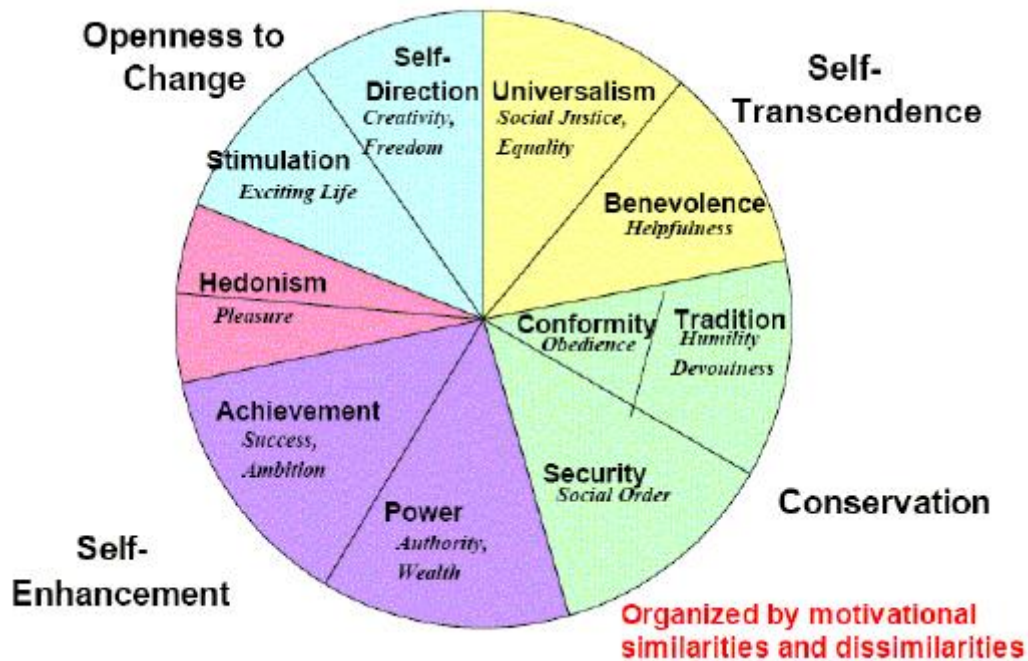 Openness to
Change
Self-
Transcendence
Self-
Direction
Creativity,
Freedom
Universalism
Social Justice,
Equality
Stimulation
Exciting Life
Benevolence
Helpfulness
Hedonism
Pleasure
Conformity
Obedience
Tradition
Humility
Devoutness
Achievement
Success,
Ambition
Security
Social Order
Power
Authority,
Wealth
Conservation
Self-
Enhancement
Organized by motivational
similarities and dissimilarities